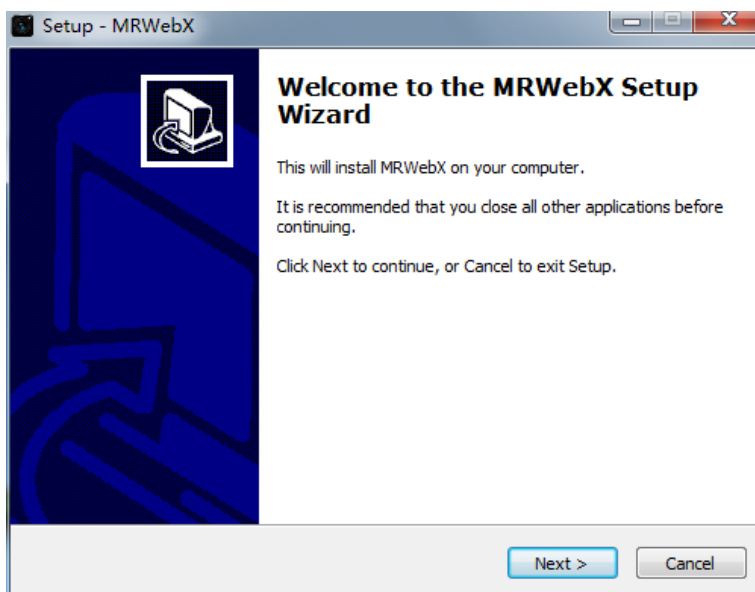 Setup - MRWebX
Welcome to the MRWebX Setup
Wizard
This will install MRWebX on your computer.
It is recommended that you close all other applications before
continuing.
Click Next to continue, or Cancel to exit Setup.
Next >
Cancel